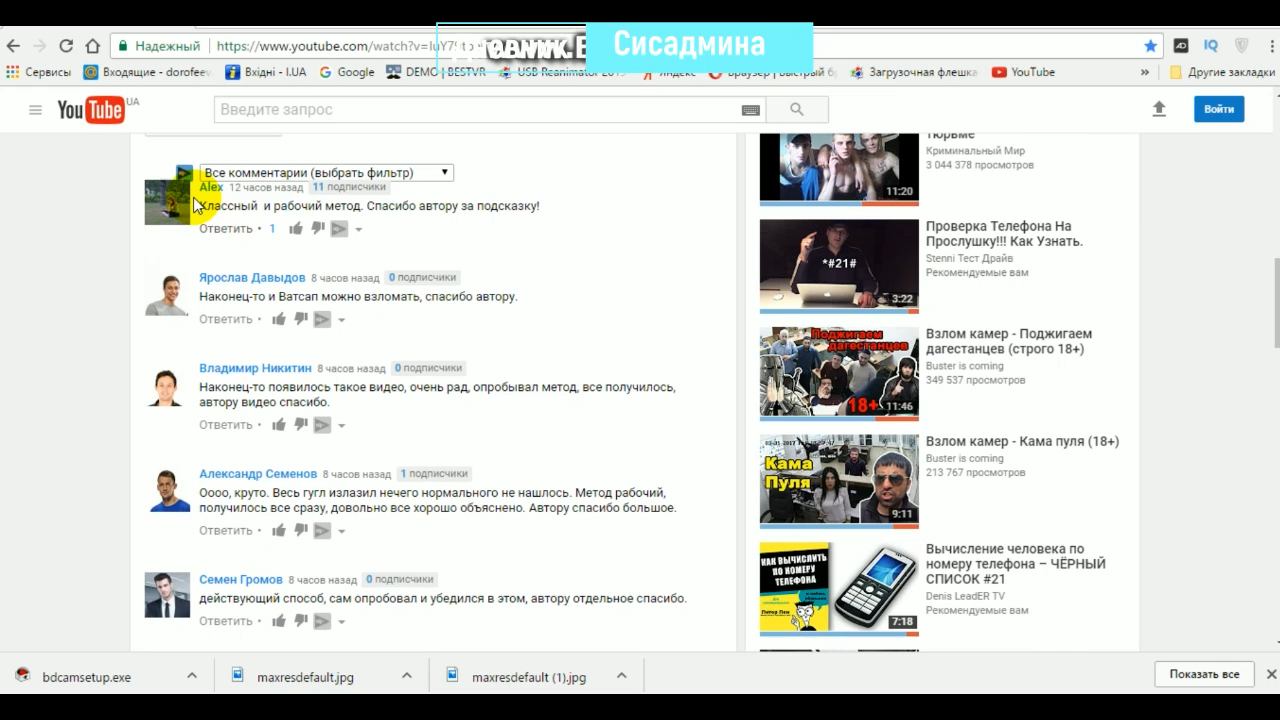 Сисадмина
Надежный
https://www.youtube.com/watch?v=
Сервисы
Входящие - dorofeev
Вхідні - I.UA
Google
DEMO | BESTVR
USB Reanimator
Яндекс
Загрузочная флешка
YouTube
»
Другие закладки
YouTube UA
Введите запрос
Войти
Все комментарии (выбрать фильтр)
Alex 12 часов назад 11 подписчики
Классный и рабочий метод. Спасибо автору за подсказку!
Ответить • 1
Ярослав Давыдов 8 часов назад 0 подписчики
Наконец-то и Ватсап можно взломать, спасибо автору.
Ответить •
Владимир Никитин 8 часов назад 0 подписчики
Наконец-то появилось такое видео, очень рад, опробывал метод, все получилось,
автору видео спасибо.
Ответить •
Александр Семенов 8 часов назад 1 подписчики
Оооо, круто. Весь гугл излазил нечего нормального не нашлось. Метод рабочий,
получилось все сразу, довольно все хорошо объяснено. Автору спасибо большое.
Ответить •
Семен Громов 8 часов назад 0 подписчики
действующий способ, сам опробовал и убедился в этом, автору отдельное спасибо.
Ответить •
Тюрьме
Криминальный Мир
3 044 378 просмотров
11:20
Проверка Телефона На
Прослушку!!! Как Узнать.
Stenni Тест Драйв
Рекомендуемые вам
*#21#
3:22
Взлом камер - Поджигаем
дагестанцев (строго 18+)
Buster is coming
349 537 просмотров
Поджигаем
дагестанцев
18+
11:46
Взлом камер - Кама пуля (18+)
Buster is coming
213 767 просмотров
Кама
Пуля
9:11
Вычисление человека по
номеру телефона – ЧЁРНЫЙ
СПИСОК #21
Denis LeadER TV
Рекомендуемые вам
КАК ВЫЧИСЛИТЬ
ПО НОМЕРУ
ТЕЛЕФОНА
7:18
bdcamsetup.exe
maxresdefault.jpg
maxresdefault (1).jpg
Показать все